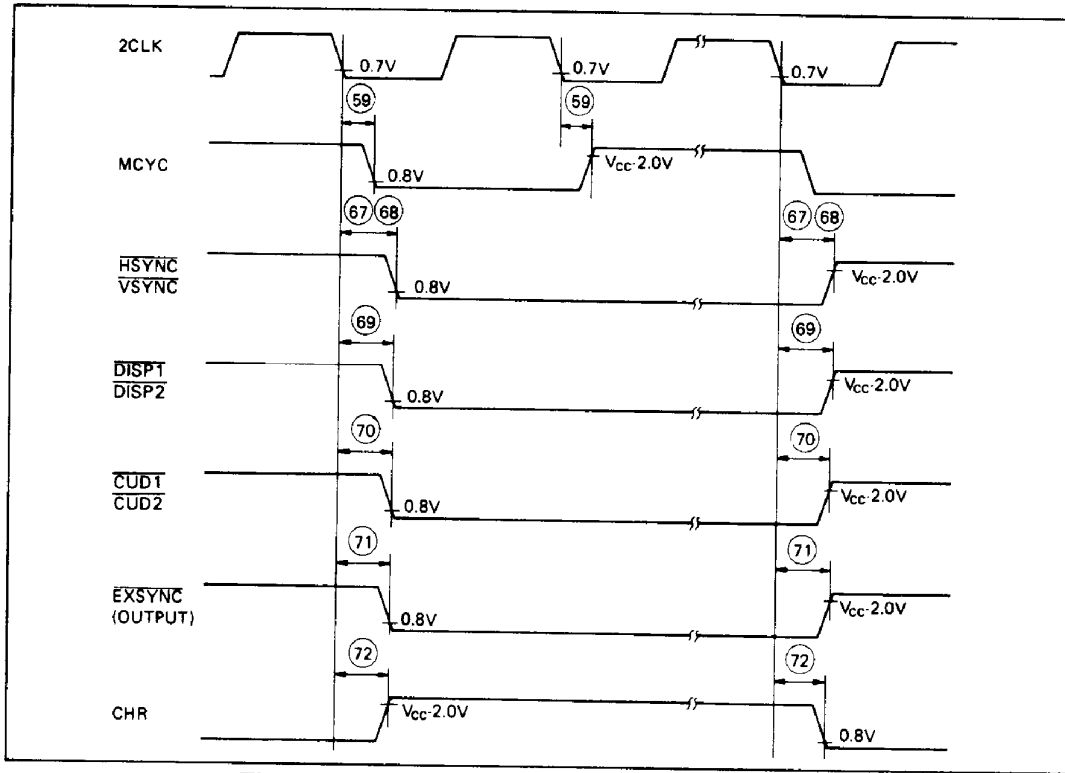 2CLK
0.7V
0.7V
0.7V
59
59
MCYC
0.8V
VCC-2.0V
67 68
67 68
HSYNC
VSYNC
0.8V
VCC-2.0V
69
69
DISP1
DISP2
0.8V
VCC-2.0V
70
70
CUD1
CUD2
0.8V
VCC-2.0V
71
71
EXSYNC
(OUTPUT)
0.8V
VCC-2.0V
72
72
CHR
VCC-2.0V
0.8V